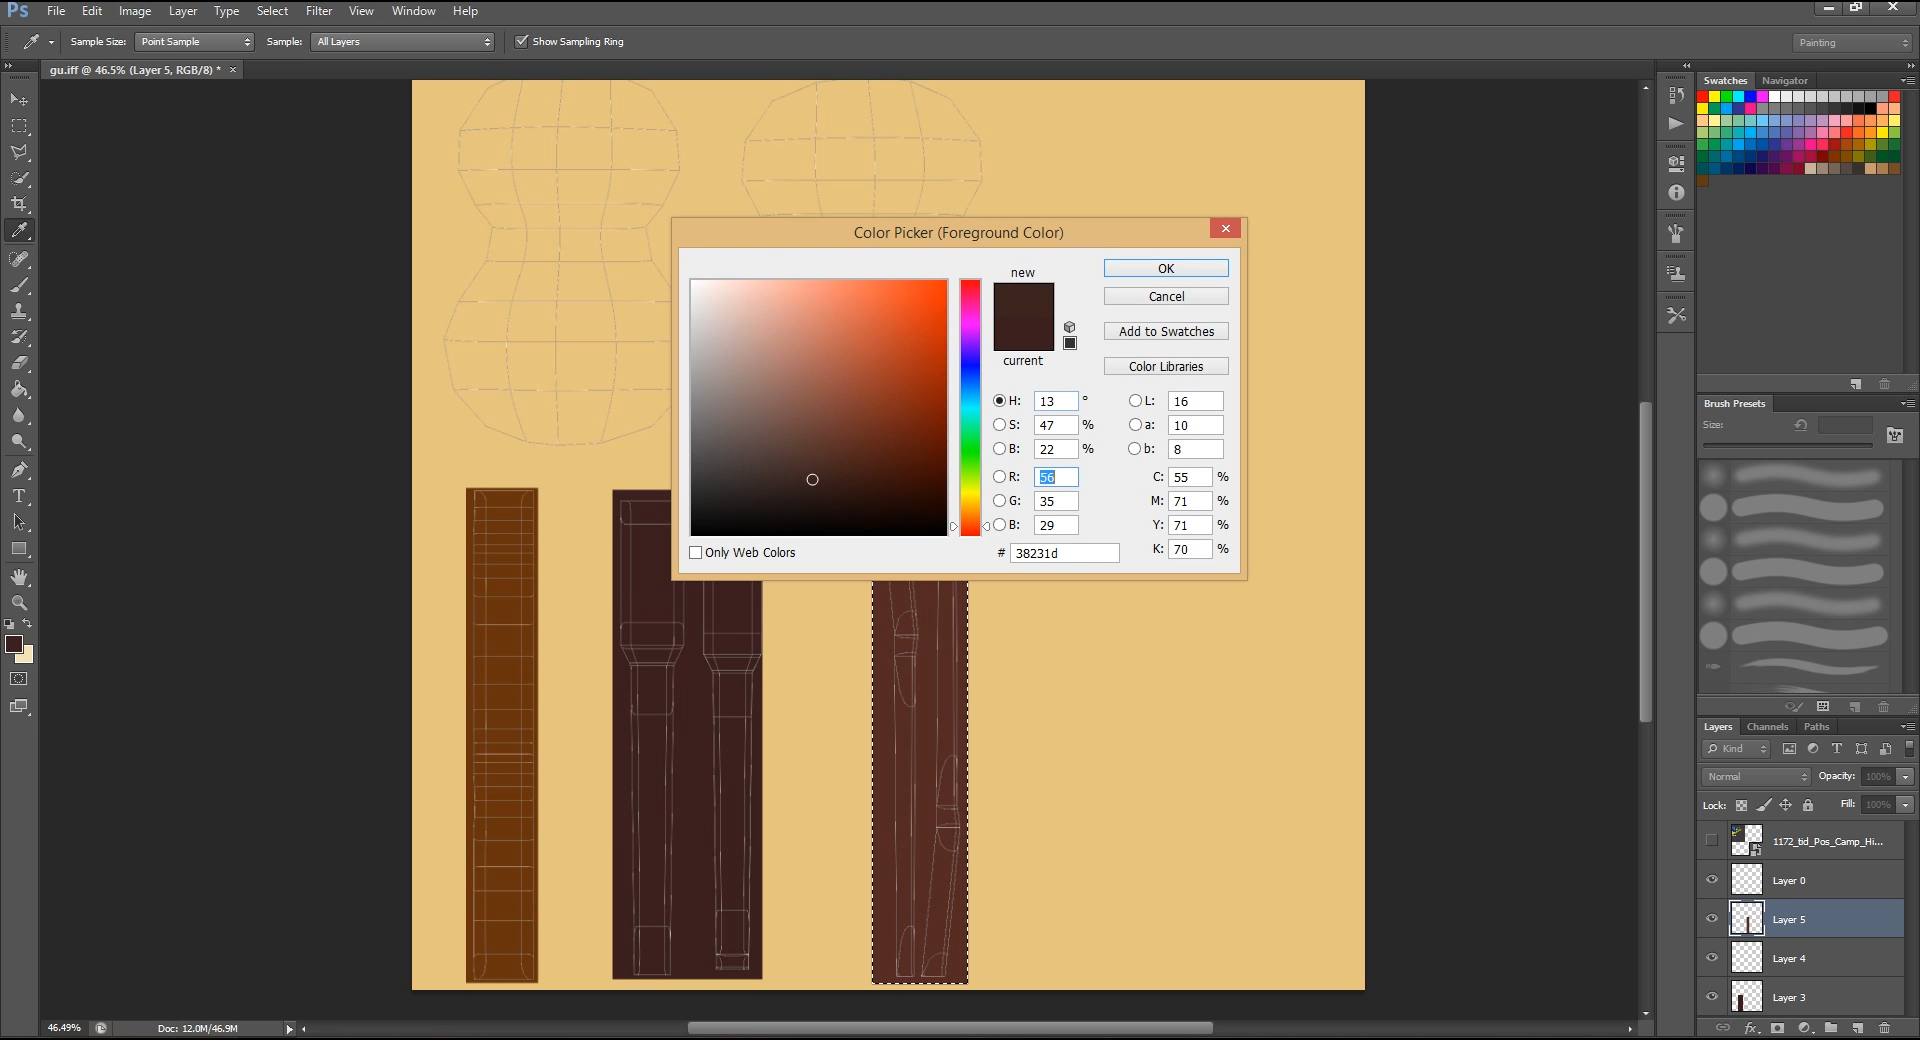 Ps File Edit Image Layer Type Select Filter View Window Help
Sample Size: Point Sample Sample: All Layers Show Sampling Ring Painting
gu.iff @ 46.5% (Layer 5, RGB/8) * ×
Swatches Navigator
Color Picker (Foreground Color)
new
OK
Cancel
Add to Swatches
current
Color Libraries
H: 13 ° L: 16
S: 47 % a: 10
B: 22 % b: 8
R: 56 C: 55 %
G: 35 M: 71 %
B: 29 Y: 71 %
# 38231d K: 70 %
Only Web Colors
Brush Presets
Size:
Layers Channels Paths
Kind
Normal Opacity: 100%
Lock: Fill: 100%
1172_tid_Pos_Camp_Hi...
Layer 0
Layer 5
Layer 4
Layer 3
46.49% Doc: 12.0M/46.9M
fx